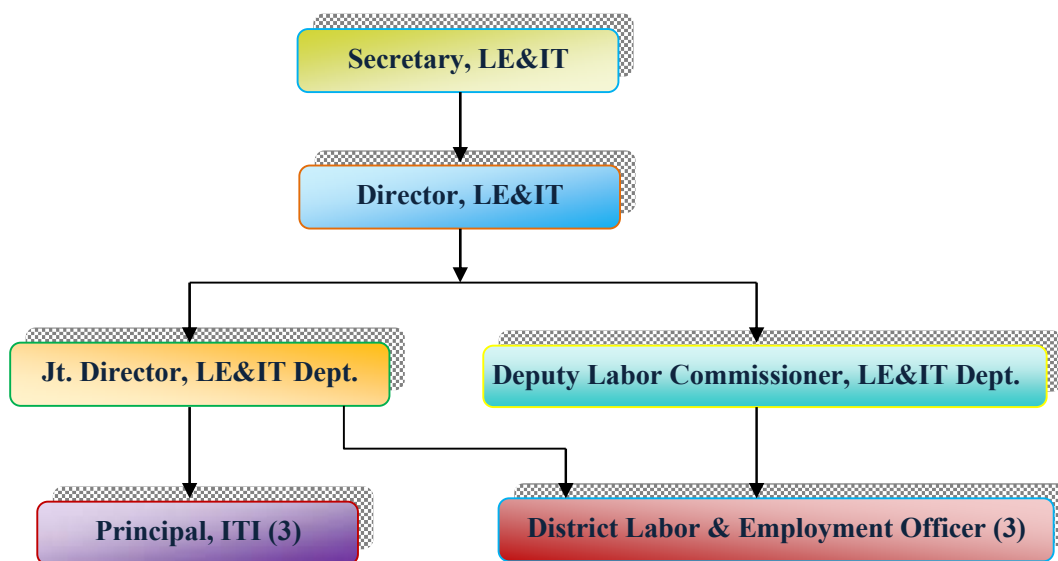 Secretary, LE&IT
Director, LE&IT
Jt. Director, LE&IT Dept.
Deputy Labor Commissioner, LE&IT Dept.
Principal, ITI (3)
District Labor & Employment Officer (3)